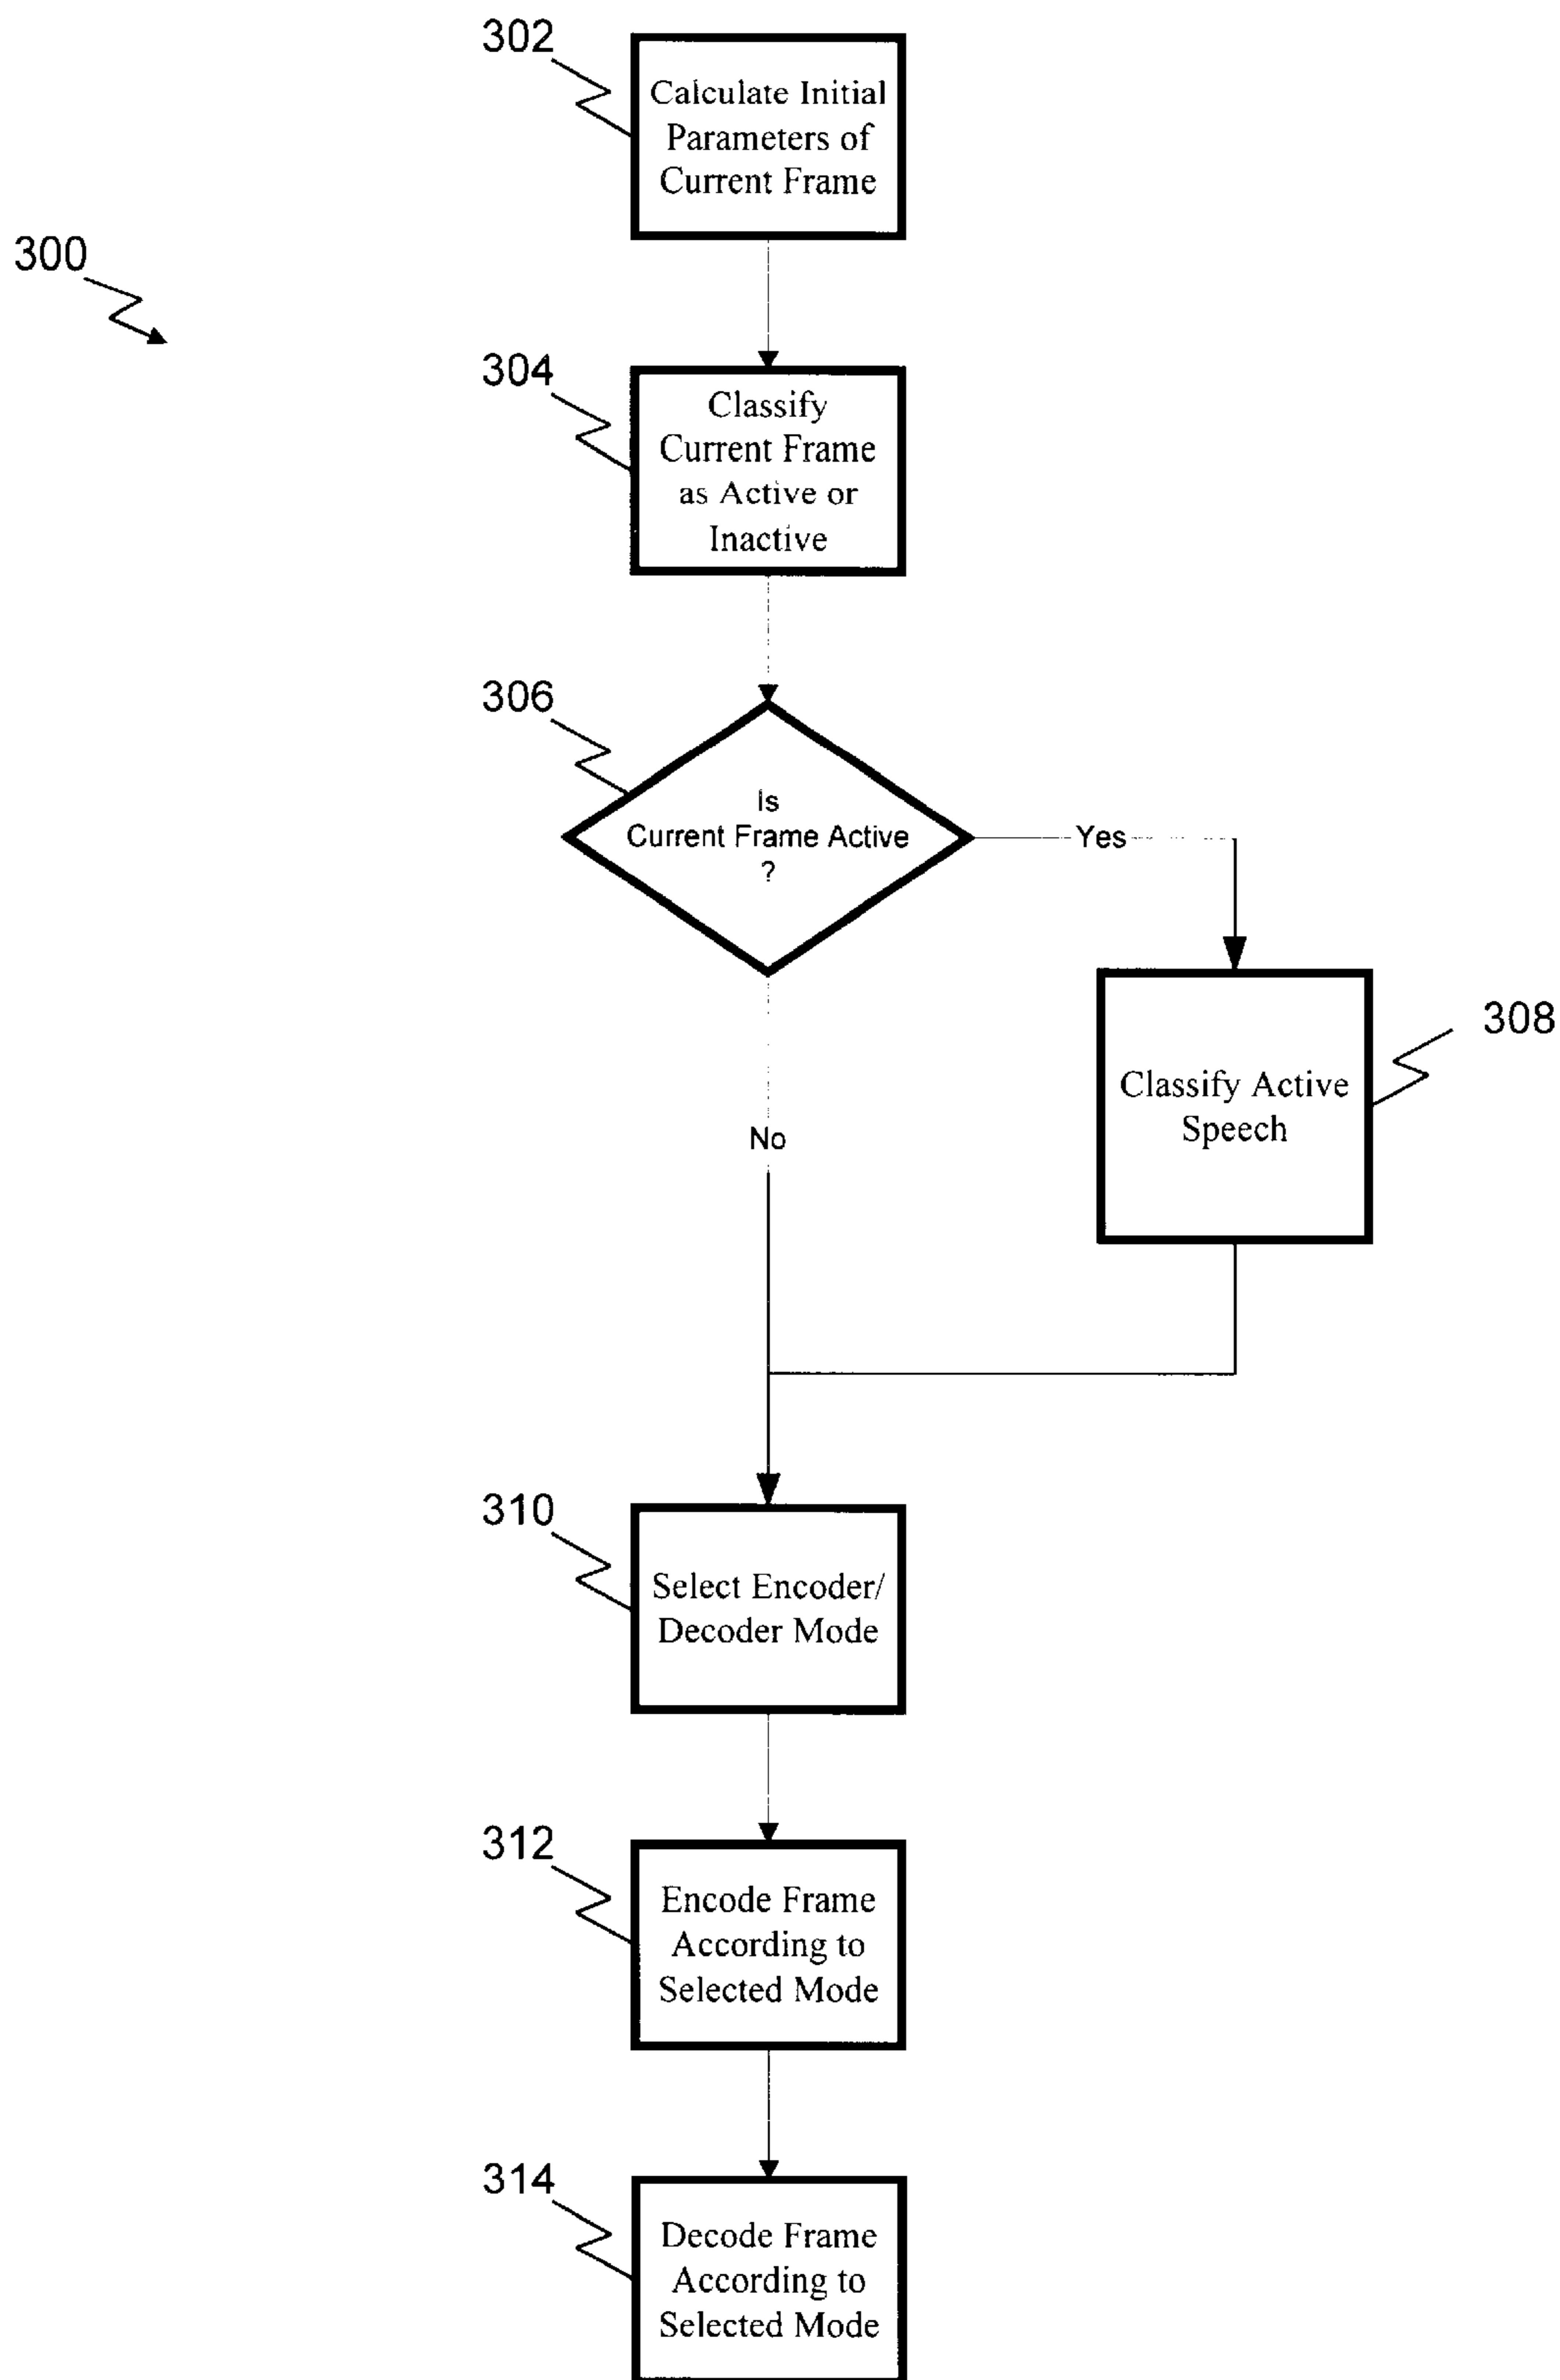 302
Calculate Initial
Parameters of
Current Frame
300
304
Classify
Current Frame
as Active or
Inactive
306
Is
Current Frame Active
?
Yes
308
Classify Active
Speech
No
310
Select Encoder/
Decoder Mode
312
Encode Frame
According to
Selected Mode
314
Decode Frame
According to
Selected Mode